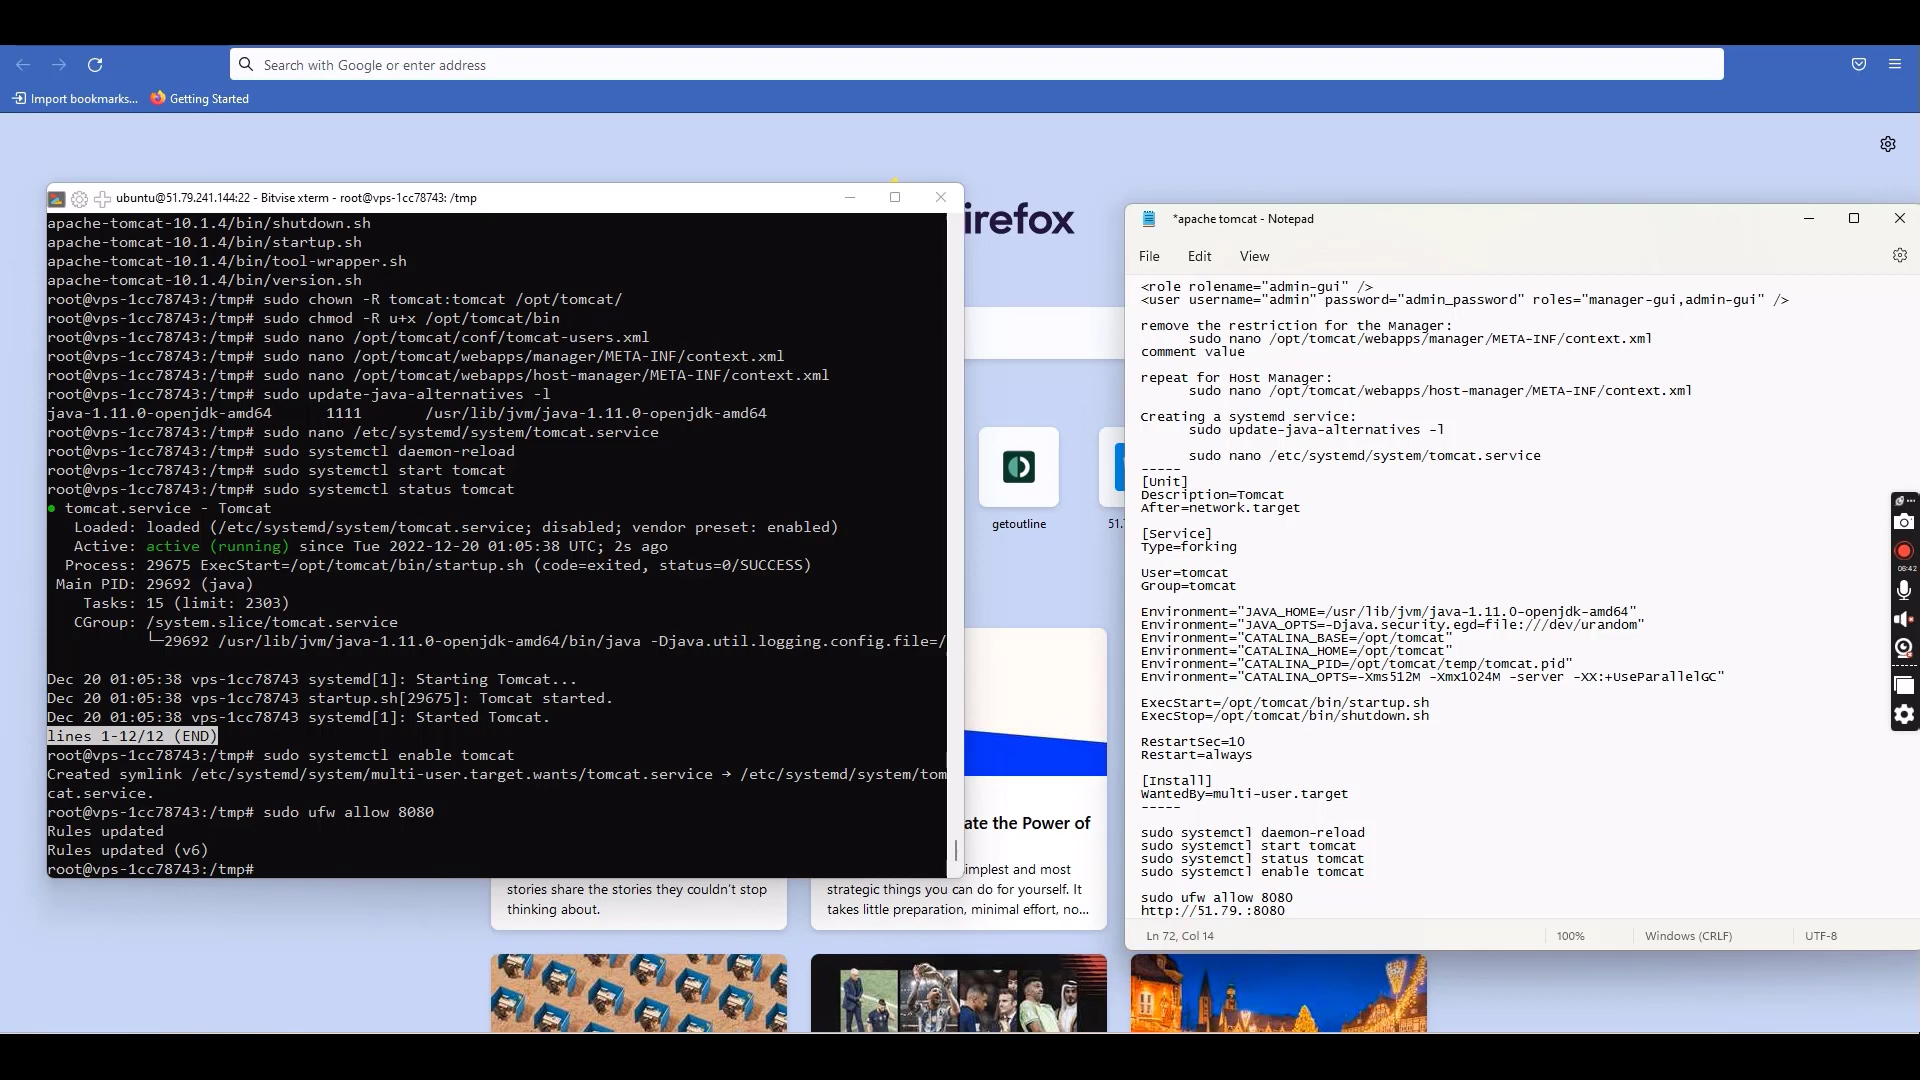 Search with Google or enter address
Import bookmarks...
Getting Started
irefox
ubuntu@51.79.241.144:22 - Bitvise xterm - root@vps-1cc78743: /tmp
apache-tomcat-10.1.4/bin/shutdown.sh
apache-tomcat-10.1.4/bin/startup.sh
apache-tomcat-10.1.4/bin/tool-wrapper.sh
apache-tomcat-10.1.4/bin/version.sh
root@vps-1cc78743:/tmp# sudo chown -R tomcat:tomcat /opt/tomcat/
root@vps-1cc78743:/tmp# sudo chmod -R u+x /opt/tomcat/bin
root@vps-1cc78743:/tmp# sudo nano /opt/tomcat/conf/tomcat-users.xml
root@vps-1cc78743:/tmp# sudo nano /opt/tomcat/webapps/manager/META-INF/context.xml
root@vps-1cc78743:/tmp# sudo nano /opt/tomcat/webapps/host-manager/META-INF/context.xml
root@vps-1cc78743:/tmp# sudo update-java-alternatives -l
java-1.11.0-openjdk-amd64      1111       /usr/lib/jvm/java-1.11.0-openjdk-amd64
root@vps-1cc78743:/tmp# sudo nano /etc/systemd/system/tomcat.service
root@vps-1cc78743:/tmp# sudo systemctl daemon-reload
root@vps-1cc78743:/tmp# sudo systemctl start tomcat
root@vps-1cc78743:/tmp# sudo systemctl status tomcat
● tomcat.service - Tomcat
Loaded: loaded (/etc/systemd/system/tomcat.service; disabled; vendor preset: enabled)
Active: active (running) since Tue 2022-12-20 01:05:38 UTC; 2s ago
Process: 29675 ExecStart=/opt/tomcat/bin/startup.sh (code=exited, status=0/SUCCESS)
Main PID: 29692 (java)
Tasks: 15 (limit: 2303)
CGroup: /system.slice/tomcat.service
└─29692 /usr/lib/jvm/java-1.11.0-openjdk-amd64/bin/java -Djava.util.logging.config.file=/
Dec 20 01:05:38 vps-1cc78743 systemd[1]: Starting Tomcat...
Dec 20 01:05:38 vps-1cc78743 startup.sh[29675]: Tomcat started.
Dec 20 01:05:38 vps-1cc78743 systemd[1]: Started Tomcat.
lines 1-12/12 (END)
root@vps-1cc78743:/tmp# sudo systemctl enable tomcat
Created symlink /etc/systemd/system/multi-user.target.wants/tomcat.service → /etc/systemd/system/tom
cat.service.
root@vps-1cc78743:/tmp# sudo ufw allow 8080
Rules updated
Rules updated (v6)
root@vps-1cc78743:/tmp#
getoutline
51.
ate the Power of
implest and most
strategic things you can do for yourself. It
takes little preparation, minimal effort, no...
stories share the stories they couldn't stop
thinking about.
*apache tomcat - Notepad
File Edit View
<role rolename="admin-gui" />
<user username="admin" password="admin_password" roles="manager-gui,admin-gui" />
remove the restriction for the Manager:
sudo nano /opt/tomcat/webapps/manager/META-INF/context.xml
comment value
repeat for Host Manager:
sudo nano /opt/tomcat/webapps/host-manager/META-INF/context.xml
Creating a systemd service:
sudo update-java-alternatives -l
sudo nano /etc/systemd/system/tomcat.service
-----
[Unit]
Description=Tomcat
After=network.target
[Service]
Type=forking
User=tomcat
Group=tomcat
Environment="JAVA_HOME=/usr/lib/jvm/java-1.11.0-openjdk-amd64"
Environment="JAVA_OPTS=-Djava.security.egd=file:///dev/urandom"
Environment="CATALINA_BASE=/opt/tomcat"
Environment="CATALINA_HOME=/opt/tomcat"
Environment="CATALINA_PID=/opt/tomcat/temp/tomcat.pid"
Environment="CATALINA_OPTS=-Xms512M -Xmx1024M -server -XX:+UseParallelGC"
ExecStart=/opt/tomcat/bin/startup.sh
ExecStop=/opt/tomcat/bin/shutdown.sh
RestartSec=10
Restart=always
[Install]
WantedBy=multi-user.target
-----
sudo systemctl daemon-reload
sudo systemctl start tomcat
sudo systemctl status tomcat
sudo systemctl enable tomcat
sudo ufw allow 8080
http://51.79.:8080
Ln 72, Col 14
100%
Windows (CRLF)
UTF-8
06:42